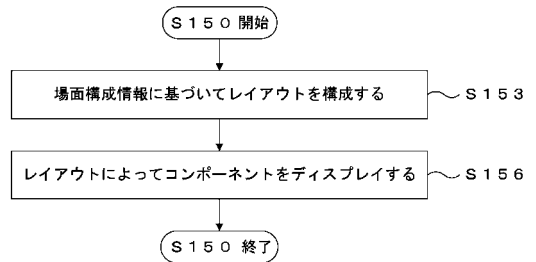 S150 開始
場面構成情報に基づいてレイアウトを構成する
S153
レイアウトによってコンポーネントをディスプレイする
S156
S150 終了